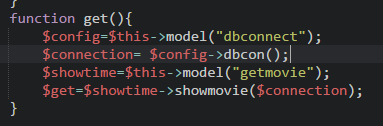 }
function get(){
$config=$this->model("dbconnect");
$connection= $config->dbcon();
$showtime=$this->model("getmovie");
$get=$showtime->showmovie($connection);
}